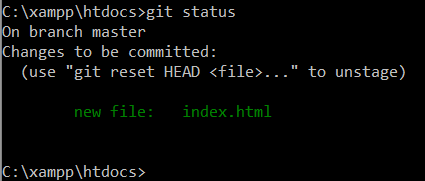 C:\xampp\htdocs>git status
On branch master
Changes to be committed:
  (use "git reset HEAD <file>..." to unstage)
        new file:   index.html
C:\xampp\htdocs>